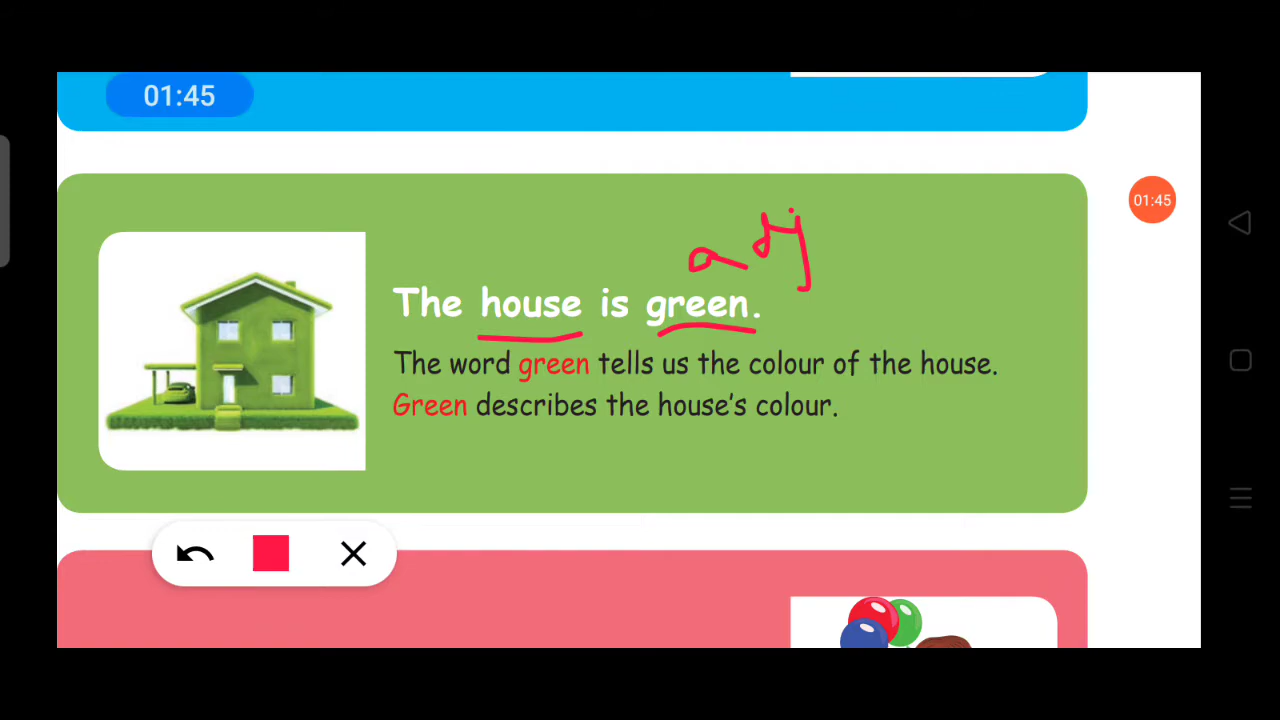 01:45
01:45
adj
The house is green.
The word green tells us the colour of the house.
Green describes the house's colour.